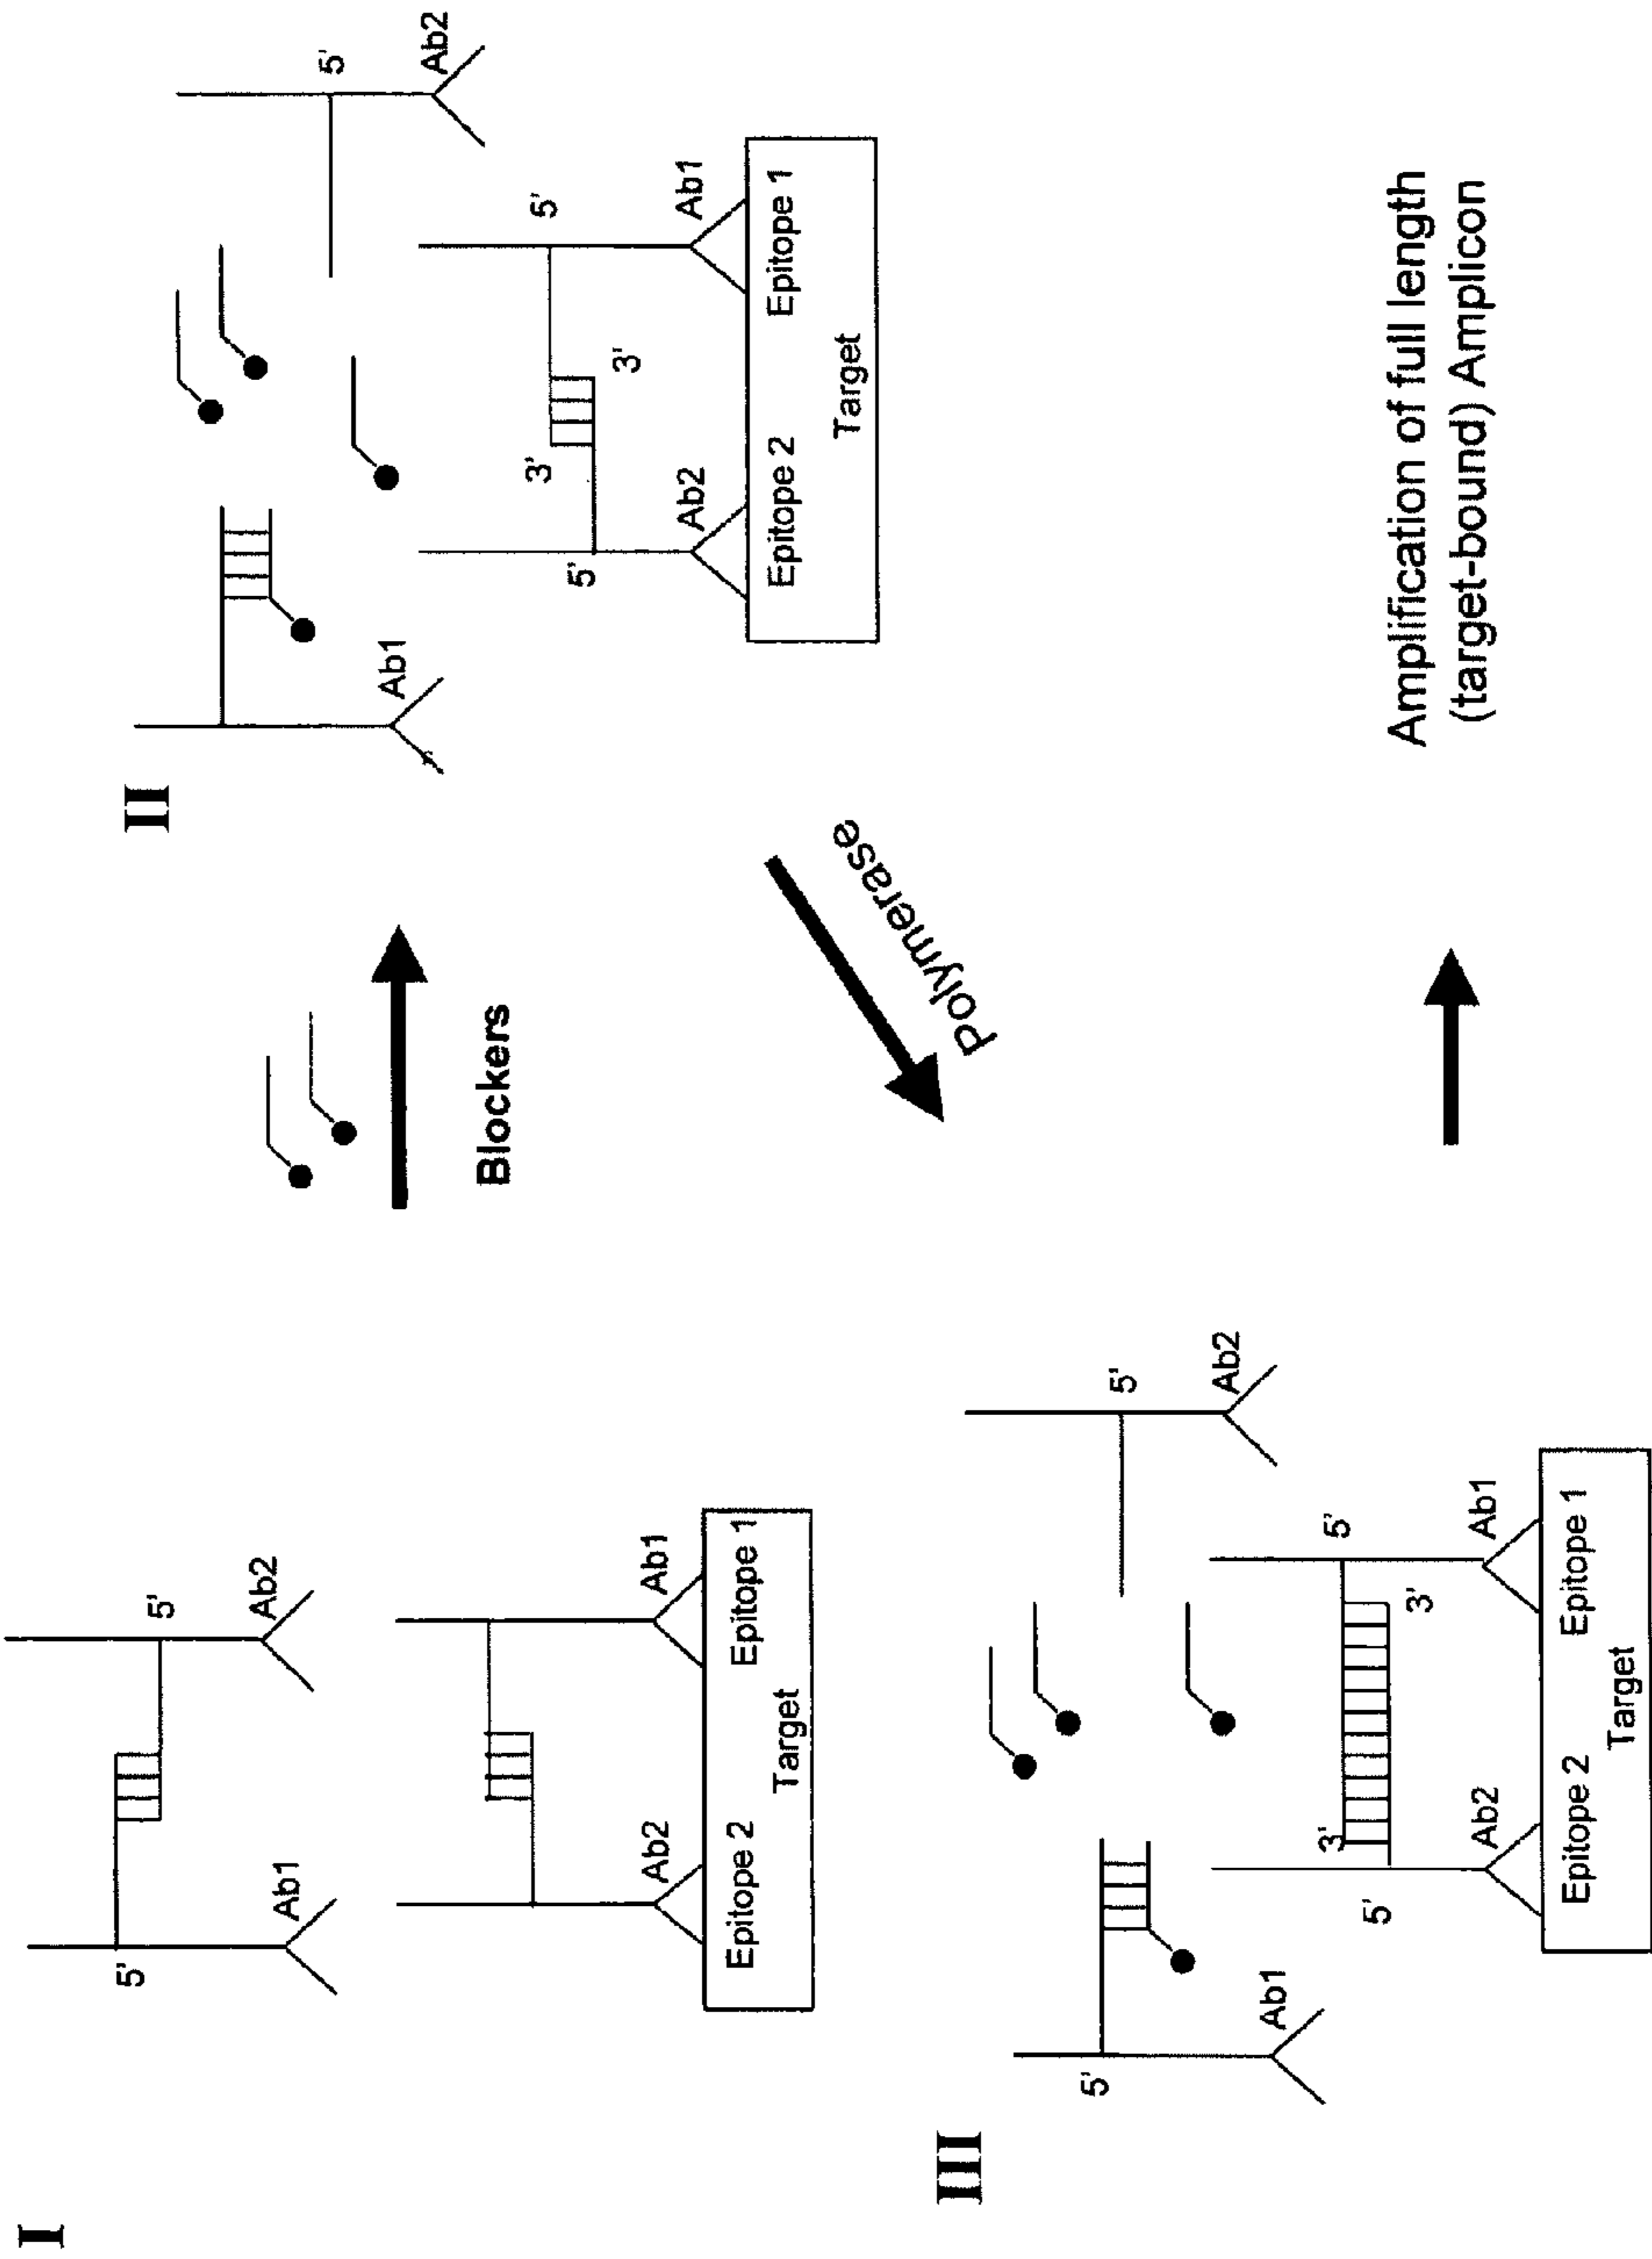 I
5'
5'
Ab1
Ab2
Ab2
Ab1
Epitope 2
Epitope 1
Target
Blockers
II
5'
Ab1
Ab2
3'
5'
5'
3'
Ab2
Ab1
Epitope 2
Epitope 1
Target
Polymerase
III
5'
5'
Ab1
Ab2
3'
5'
5'
3'
Ab2
Ab1
Epitope 2
Epitope 1
Target
Amplification of full length
(target-bound) Amplicon